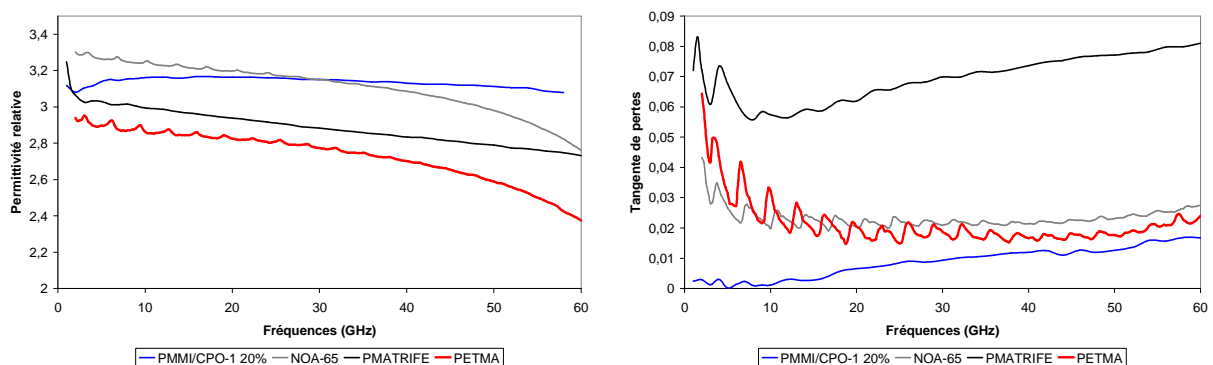 Permittivité relative
3,4
3,2
3
2,8
2,6
2,4
2,2
2
0 10 20 30 40 50 60
Fréquences (GHz)
PMMI/CPO-1 20% NOA-65 PMATRIFE PETMA
Tangente de pertes
0,09
0,08
0,07
0,06
0,05
0,04
0,03
0,02
0,01
0
0 10 20 30 40 50 60
Fréquences (GHz)
PMMI/CPO-1 20% NOA-65 PMATRIFE PETMA